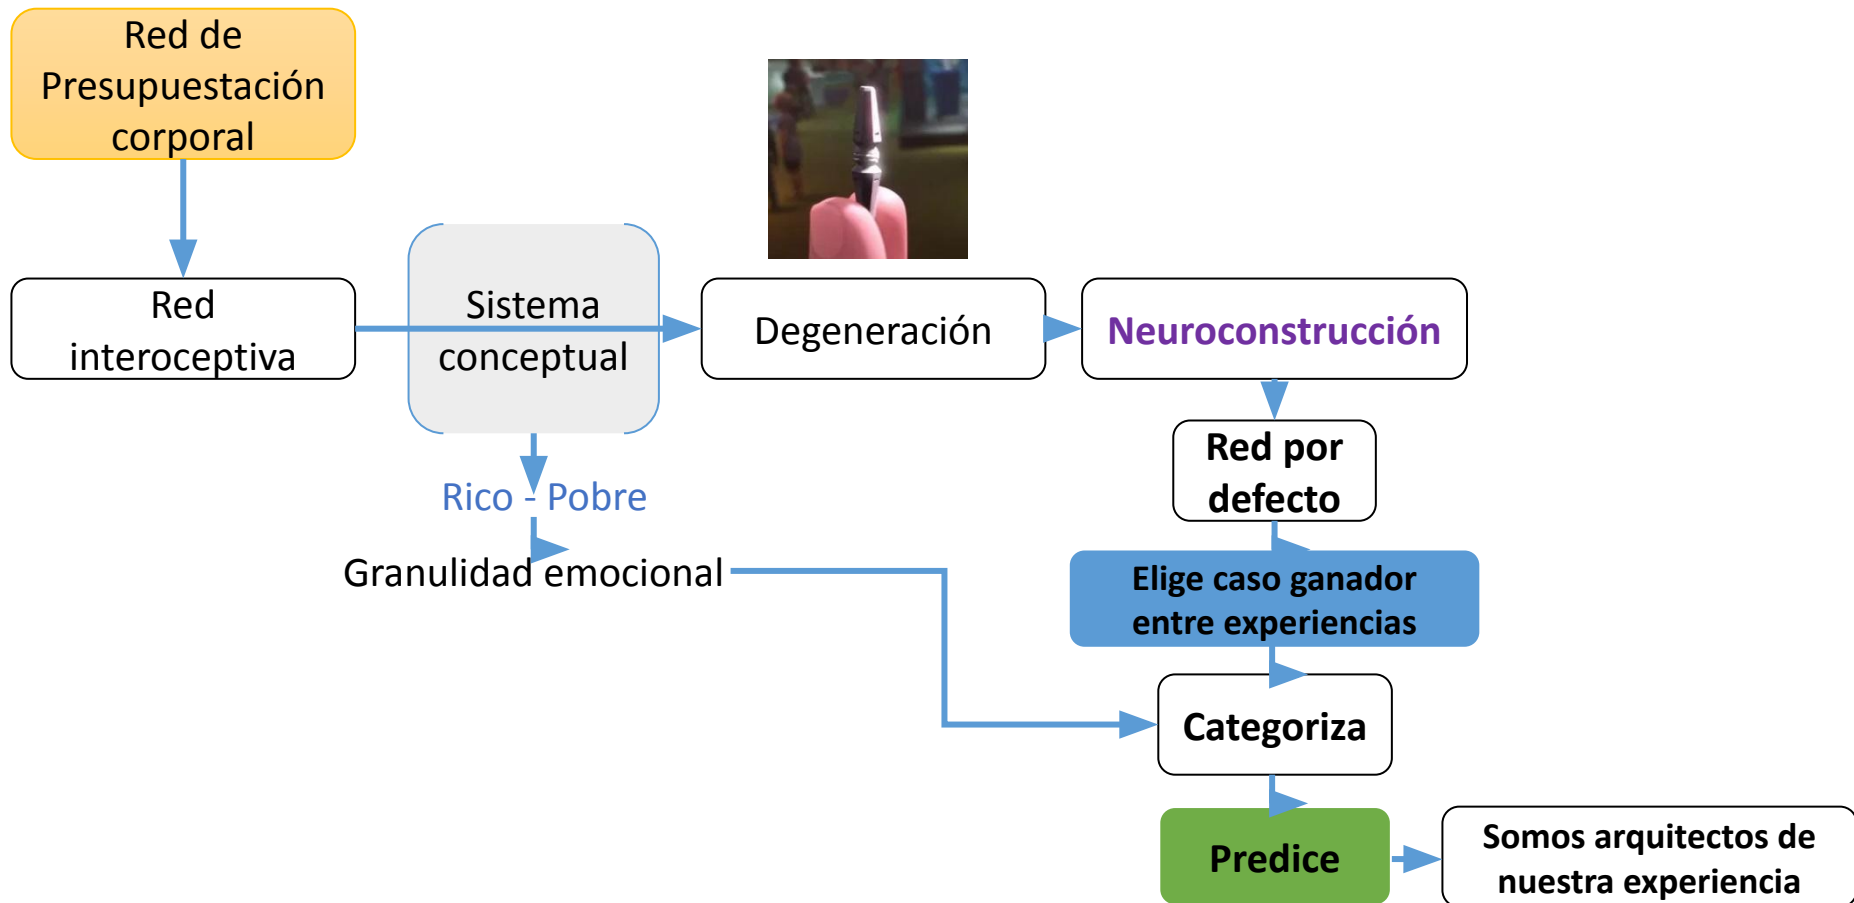 Red de
Presupuestación
corporal
Red
interoceptiva
Sistema
conceptual
Degeneración
Neuroconstrucción
Rico - Pobre
Granulidad emocional
Red por
defecto
Elige caso ganador
entre experiencias
Categoriza
Predice
Somos arquitectos de
nuestra experiencia